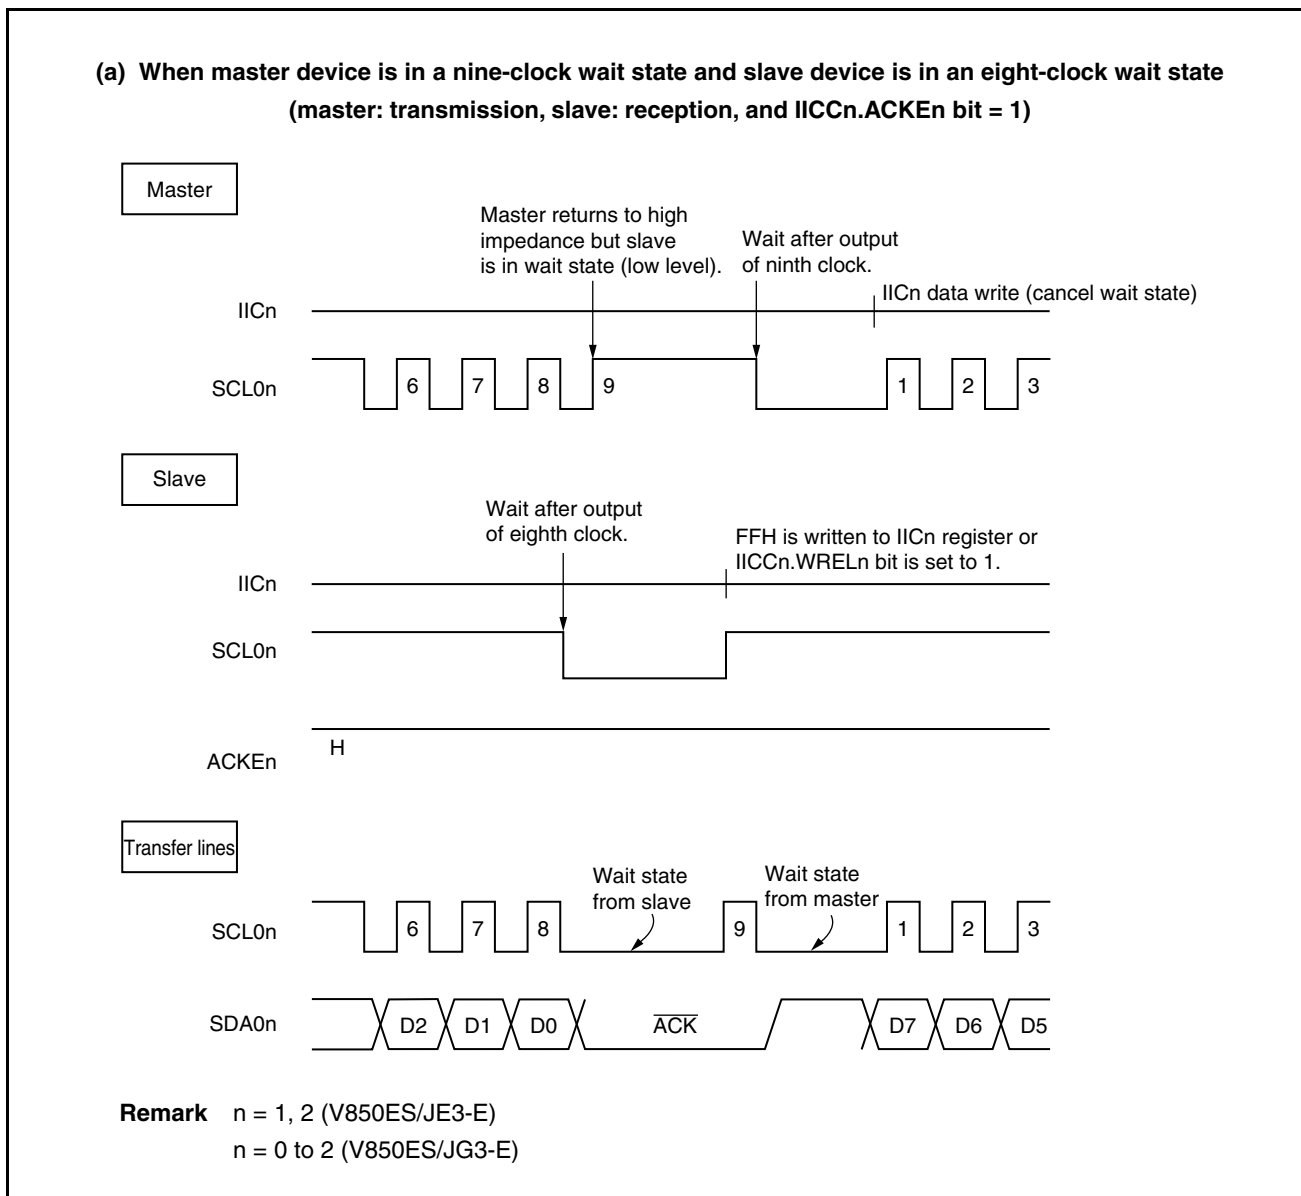 (a) When master device is in a nine-clock wait state and slave device is in an eight-clock wait state
(master: transmission, slave: reception, and IICCn.ACKEn bit = 1)
Master
Master returns to high
impedance but slave
is in wait state (low level).
Wait after output
of ninth clock.
IICn data write (cancel wait state)
IICn
SCL0n
6 7 8 9 1 2 3
Slave
Wait after output
of eighth clock.
FFH is written to IICn register or
IICCn.WRELn bit is set to 1.
IICn
SCL0n
H
ACKEn
Transfer lines
Wait state
from slave
Wait state
from master
SCL0n
6 7 8 9 1 2 3
SDA0n
D2 D1 D0 ACK D7 D6 D5
Remark n = 1, 2 (V850ES/JE3-E)
n = 0 to 2 (V850ES/JG3-E)